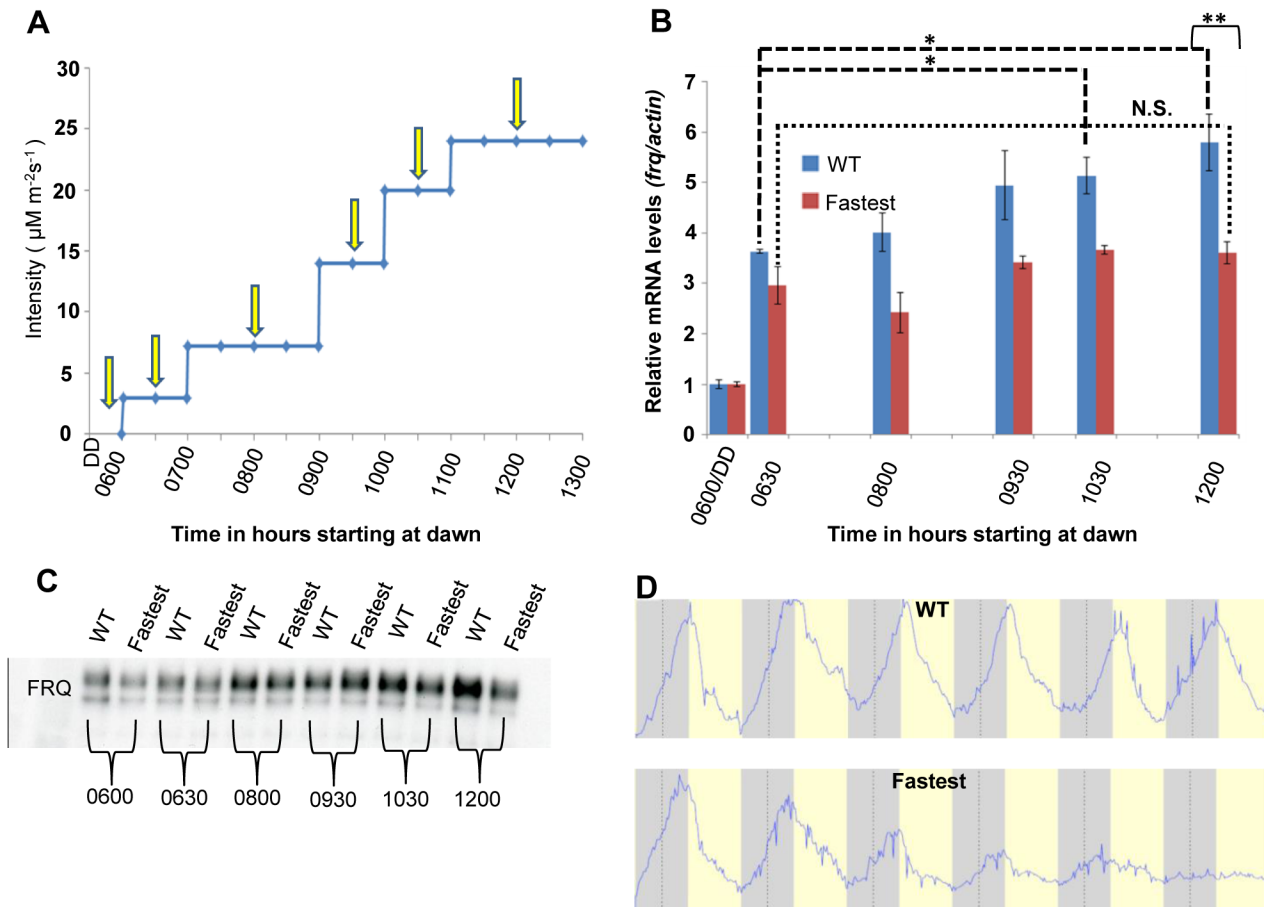 A
30
25
20
15
10
5
0
Intensity ( µM m-2s-1)
DD
0600
0700
0800
0900
1000
1100
1200
1300
Time in hours starting at dawn
B
**
*
*
N.S.
7
6
5
4
3
2
1
0
Relative mRNA levels (frq/actin)
WT
Fastest
0600/DD
0630
0800
0930
1030
1200
Time in hours starting at dawn
C
WT
Fastest
WT
Fastest
WT
Fastest
WT
Fastest
WT
Fastest
WT
Fastest
FRQ
0600
0630
0800
0930
1030
1200
D
WT
Fastest